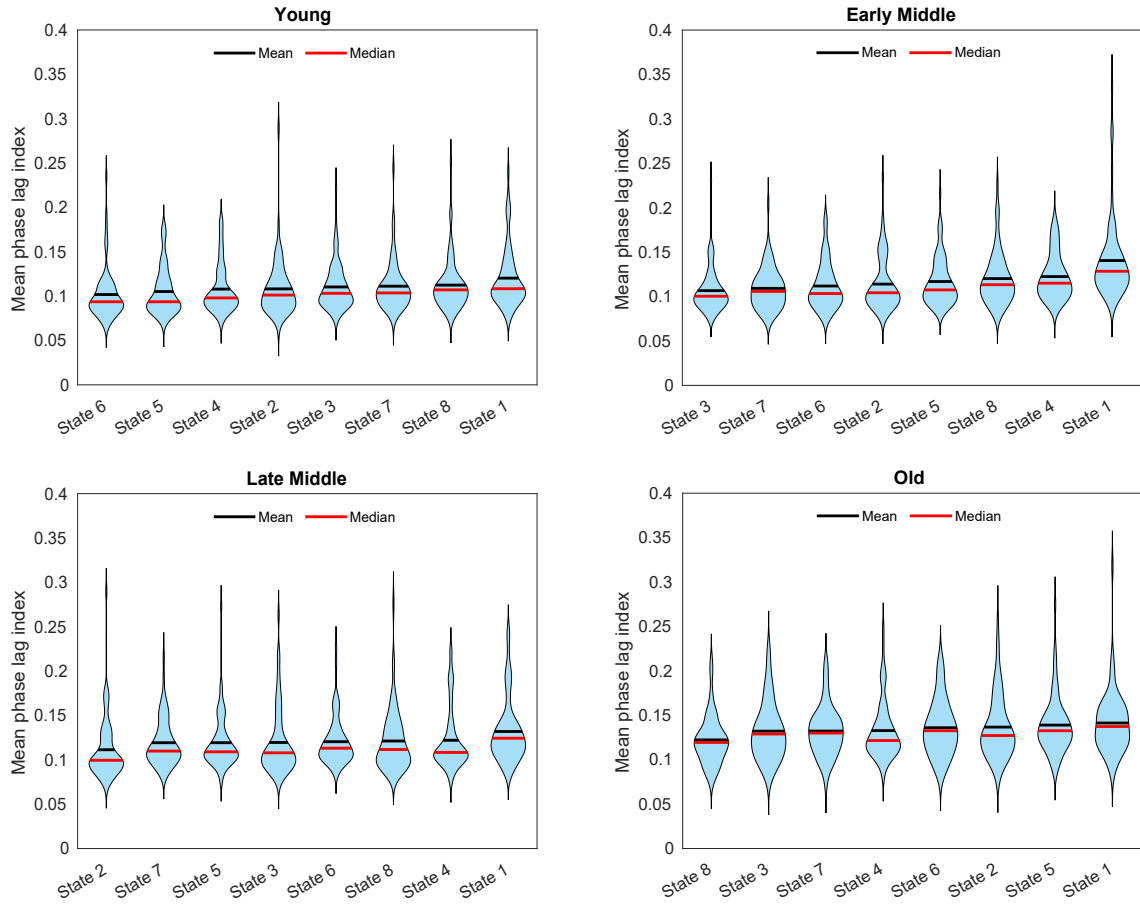 Young
Mean Median
Mean phase lag index
0.4
0.35
0.3
0.25
0.2
0.15
0.1
0.05
0
State 6 State 5 State 4 State 2 State 3 State 7 State 8 State 1
Early Middle
Mean Median
Mean phase lag index
0.4
0.35
0.3
0.25
0.2
0.15
0.1
0.05
0
State 3 State 7 State 6 State 2 State 5 State 8 State 4 State 1
Late Middle
Mean Median
Mean phase lag index
0.4
0.35
0.3
0.25
0.2
0.15
0.1
0.05
0
State 2 State 7 State 5 State 3 State 6 State 8 State 4 State 1
Old
Mean Median
Mean phase lag index
0.4
0.35
0.3
0.25
0.2
0.15
0.1
0.05
0
State 8 State 3 State 7 State 4 State 6 State 2 State 5 State 1